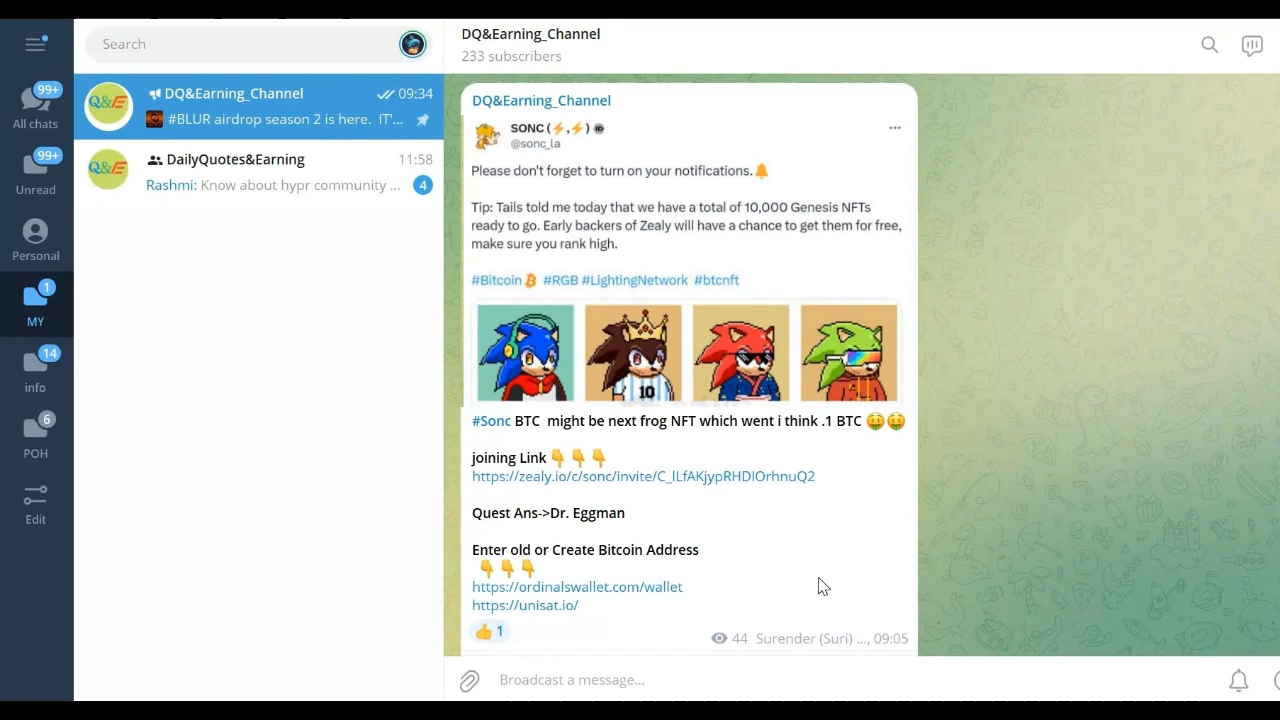 Search
DQ&Earning_Channel
233 subscribers
99+
All chats
99+
Unread
Personal
1
MY
14
info
6
POH
Edit
Q&E
DQ&Earning_Channel
09:34
#BLUR airdrop season 2 is here. IT'...
Q&E
DailyQuotes&Earning
11:58
Rashmi: Know about hypr community ...
4
DQ&Earning_Channel
SONC (⚡,⚡)
@sonc_la
Please don't forget to turn on your notifications.🔔
Tip: Tails told me today that we have a total of 10,000 Genesis NFTs
ready to go. Early backers of Zealy will have a chance to get them for free,
make sure you rank high.
#Bitcoin #RGB #LightingNetwork #btcnft
10
#Sonc BTC might be next frog NFT which went i think .1 BTC 🤑🤑
joining Link 👇👇👇
https://zealy.io/c/sonc/invite/C_lLfAKjypRHDIOrhnuQ2
Quest Ans->Dr. Eggman
Enter old or Create Bitcoin Address
👇👇👇
https://ordinalswallet.com/wallet
https://unisat.io/
👍 1
44 Surender (Suri) ..., 09:05
Broadcast a message...